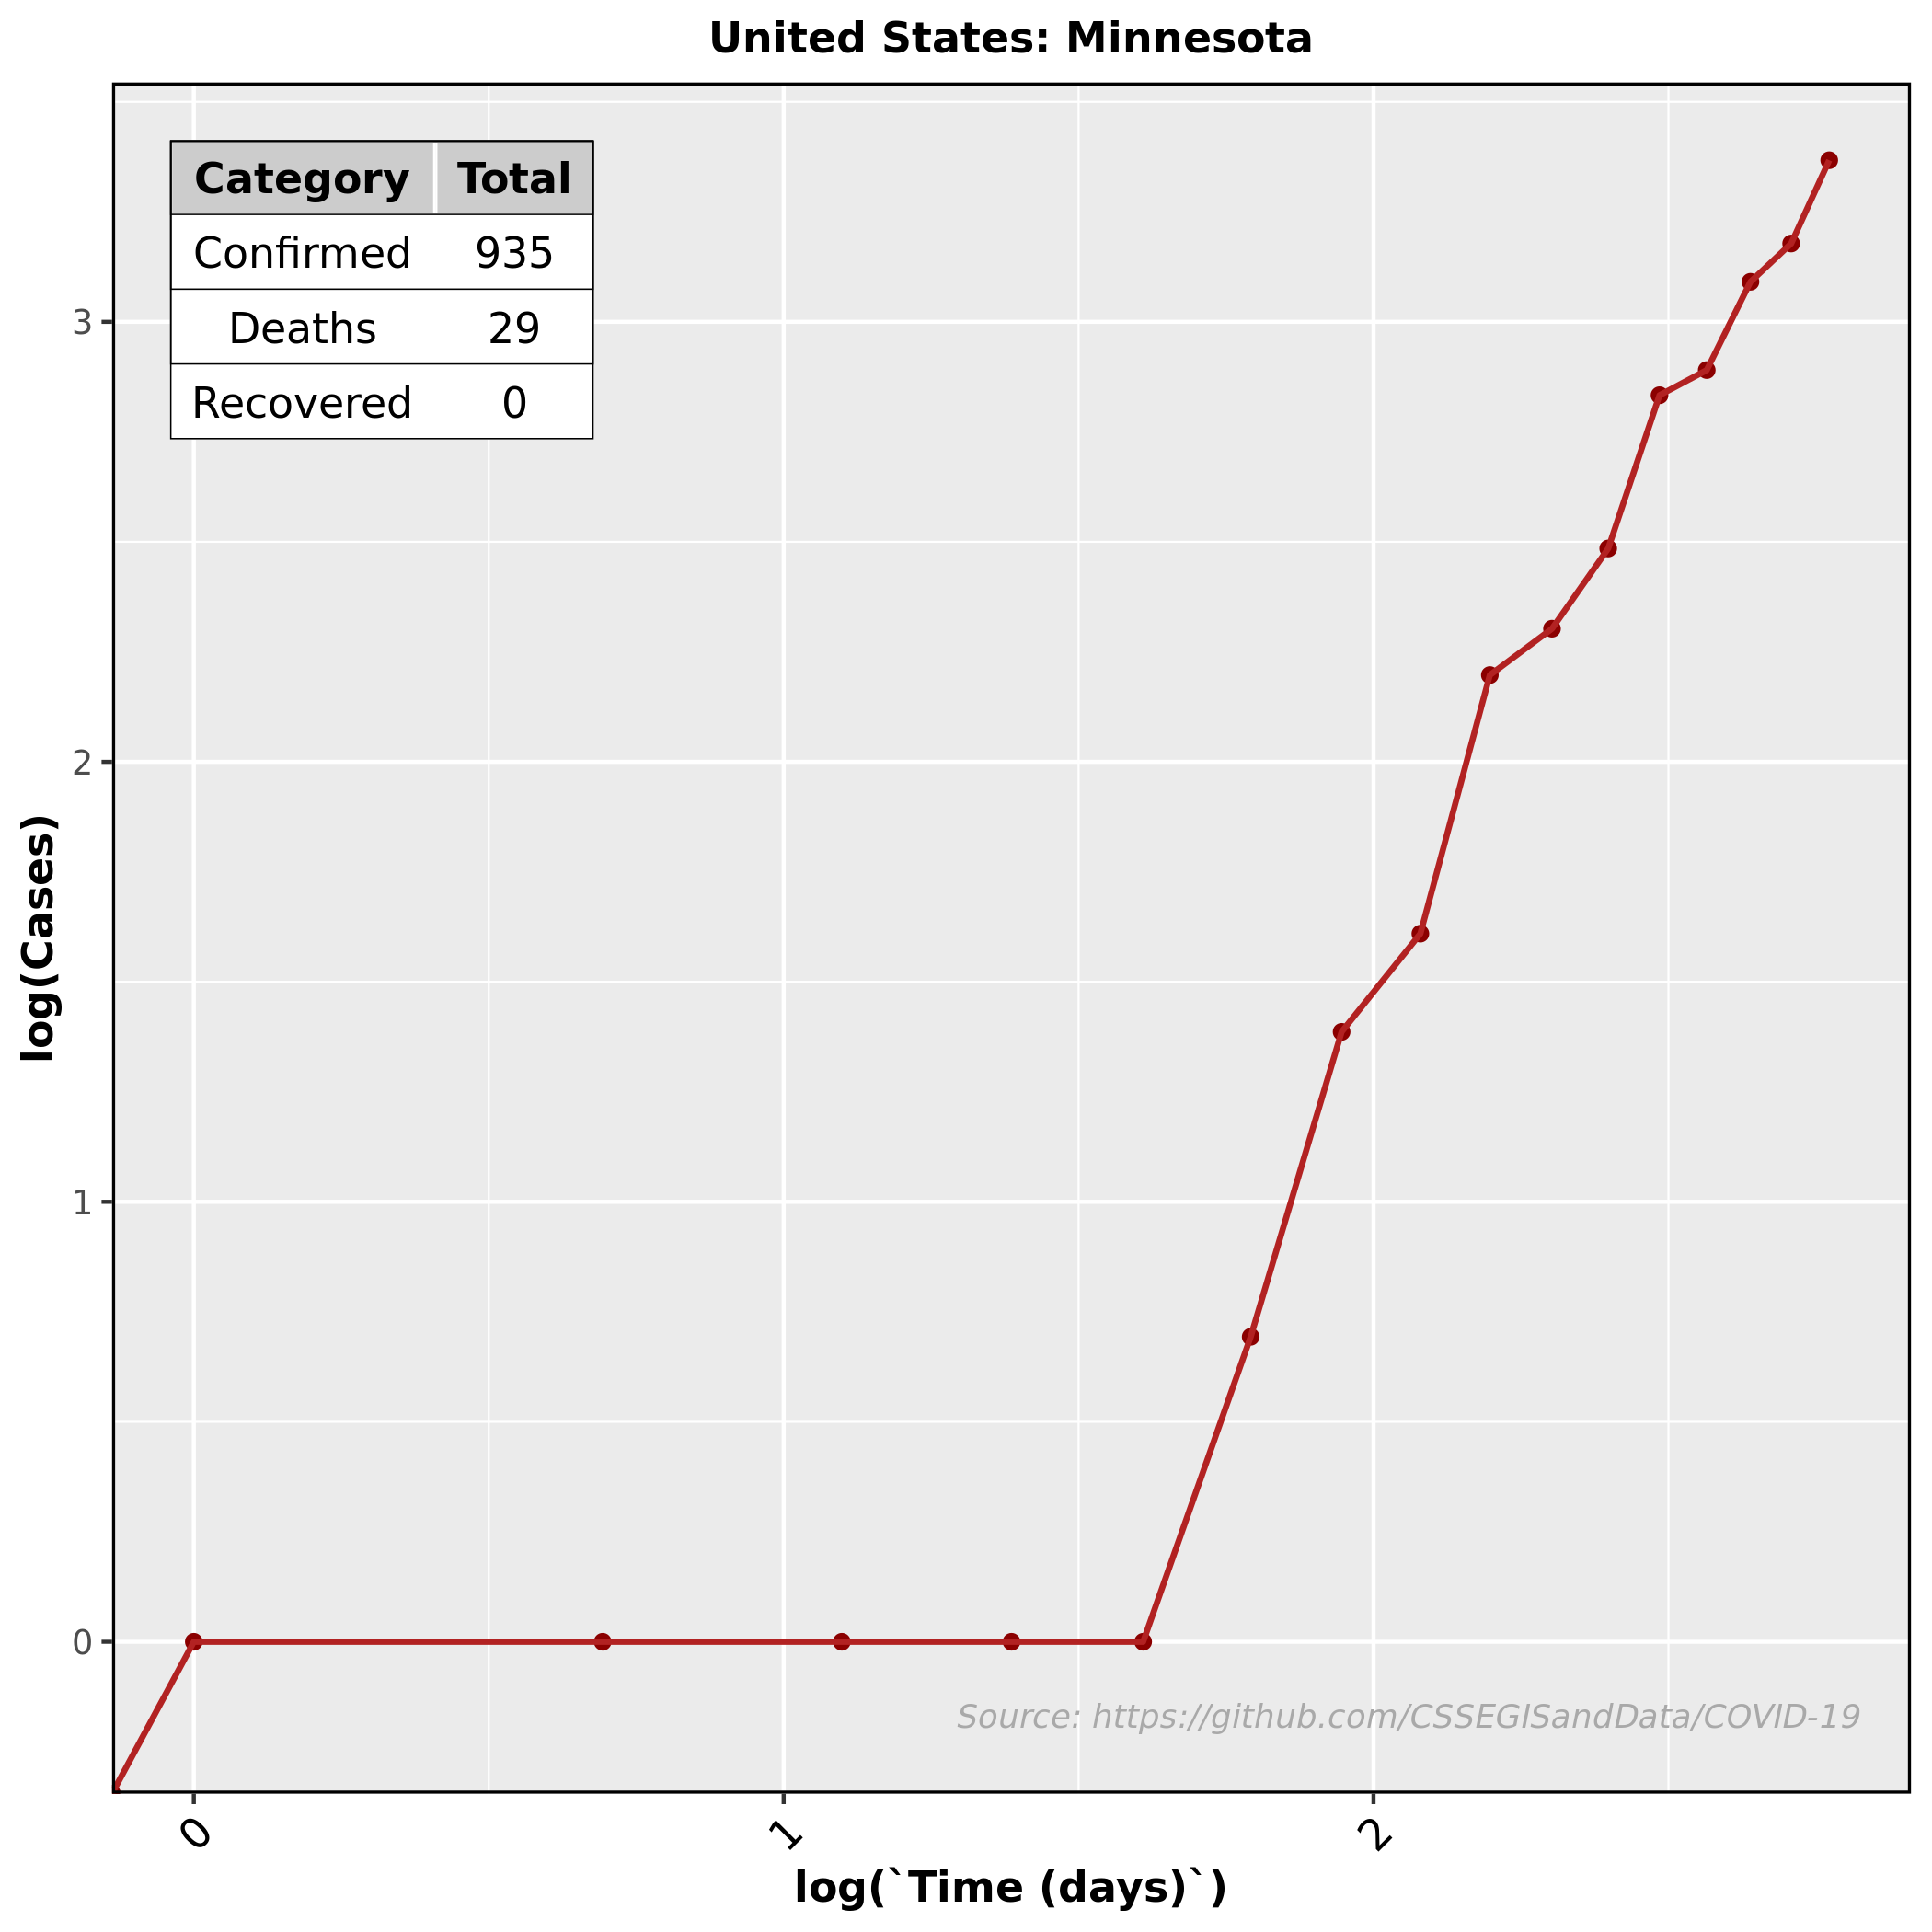 United States: Minnesota
Category Total
Confirmed 935
Deaths 29
Recovered 0
3
2
1
0
log(Cases)
Source: https://github.com/CSSEGISandData/COVID-19
0 1 2
log(`Time (days)`)